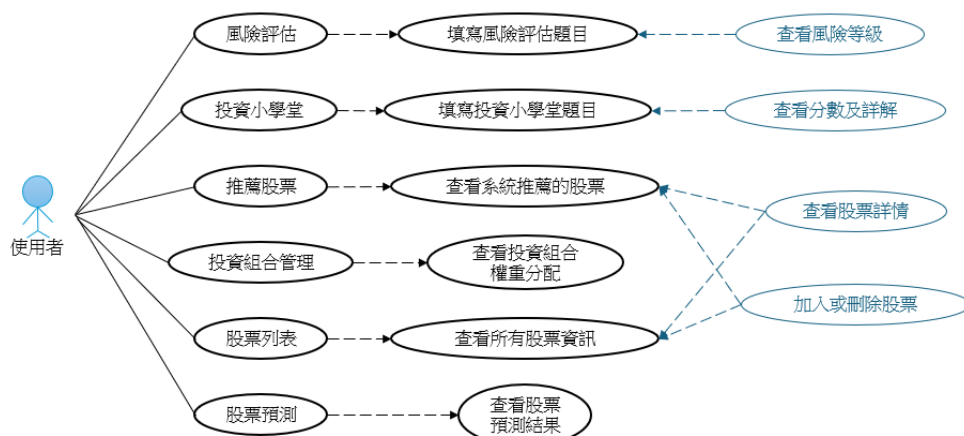 風險評估
填寫風險評估題目
查看風險等級
投資小學堂
填寫投資小學堂題目
查看分數及詳解
推薦股票
查看系統推薦的股票
查看股票詳情
使用者
投資組合管理
查看投資組合
權重分配
加入或刪除股票
股票列表
查看所有股票資訊
股票預測
查看股票
預測結果